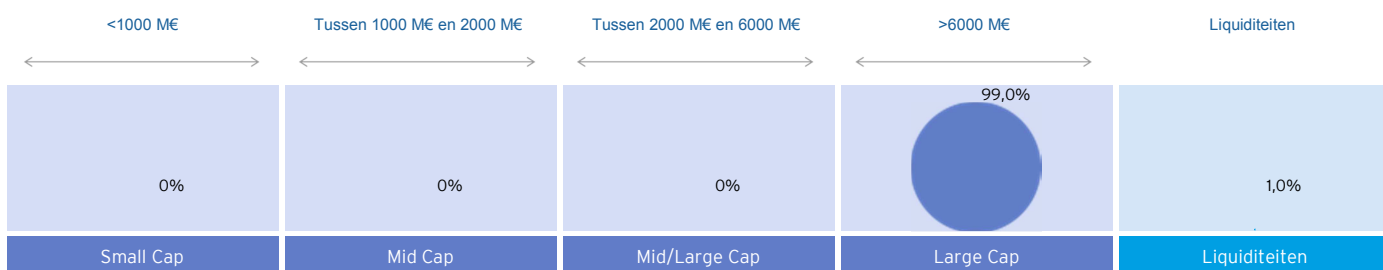 <1000 M€
Tussen 1000 M€ en 2000 M€
Tussen 2000 M€ en 6000 M€
>6000 M€
Liquiditeiten
99,0%
0%
0%
0%
1,0%
Small Cap
Mid Cap
Mid/Large Cap
Large Cap
Liquiditeiten